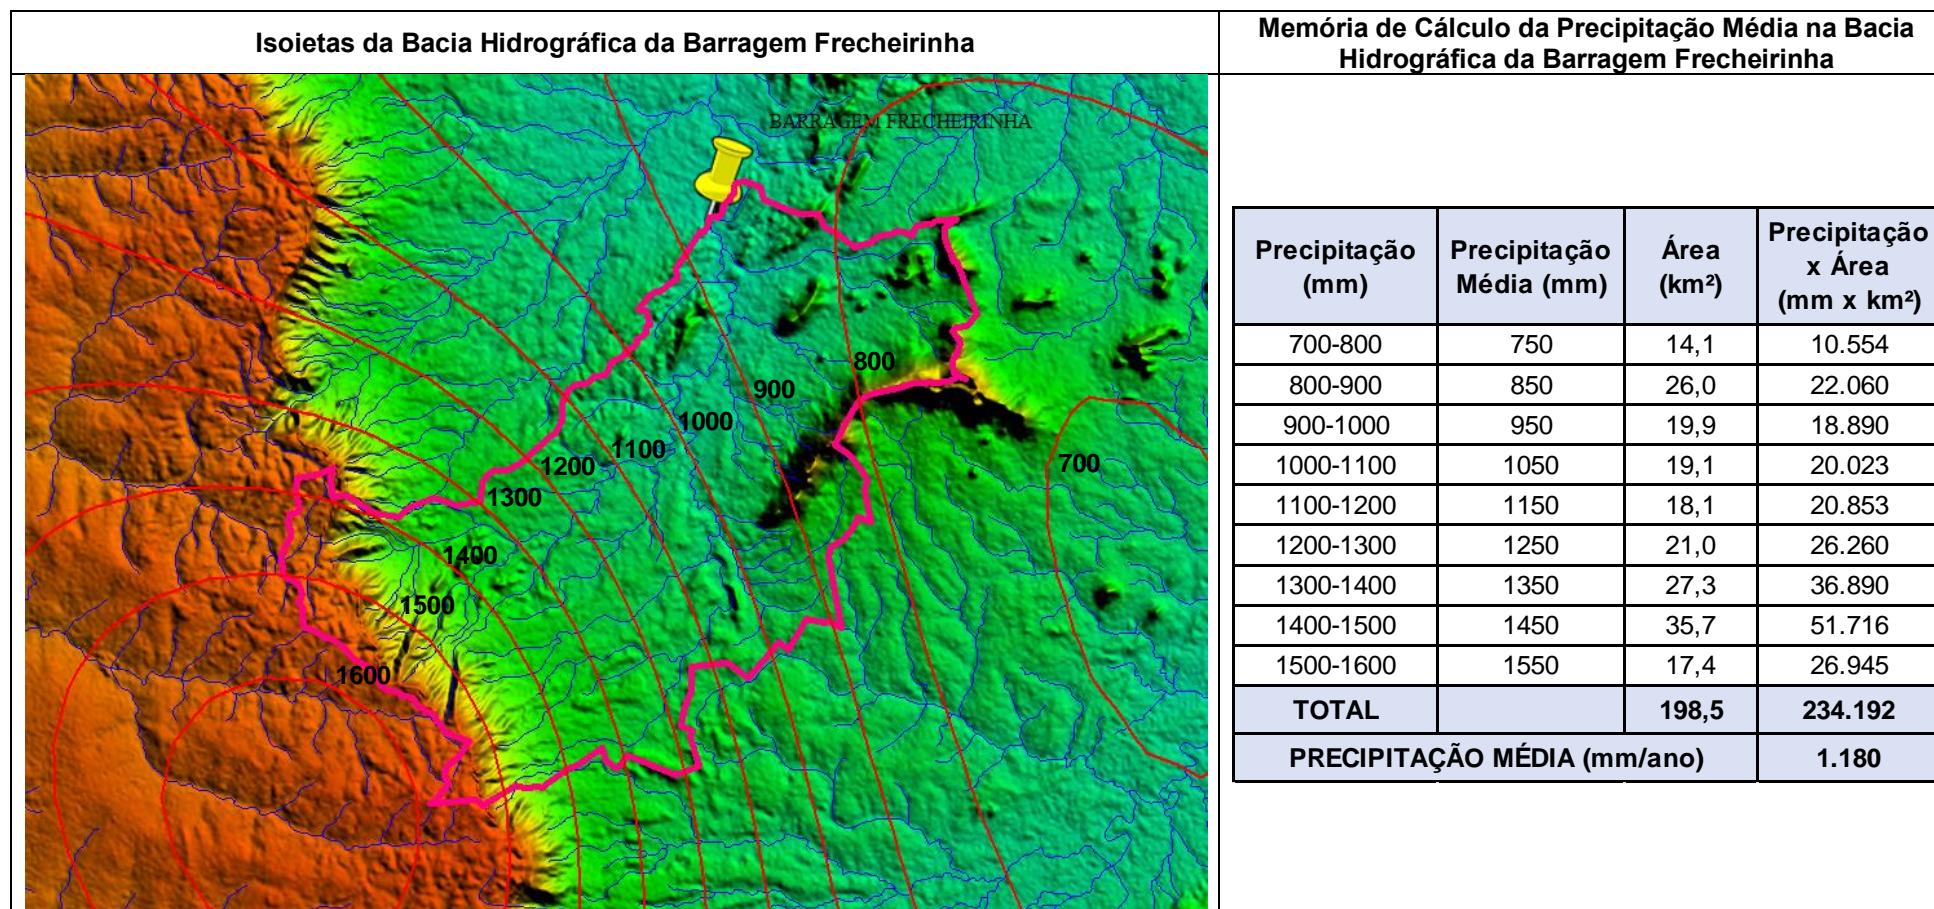 Isoietas da Bacia Hidrográfica da Barragem Frecheirinha
BARRAGEM FRECHEIRINHA
800
900
1000
1100
1200
700
1300
1400
1500
1600
Memória de Cálculo da Precipitação Média na Bacia
Hidrográfica da Barragem Frecheirinha
Precipitação (mm) Precipitação Média (mm) Área (km²) Precipitação x Área (mm x km²)
700-800 750 14,1 10.554
800-900 850 26,0 22.060
900-1000 950 19,9 18.890
1000-1100 1050 19,1 20.023
1100-1200 1150 18,1 20.853
1200-1300 1250 21,0 26.260
1300-1400 1350 27,3 36.890
1400-1500 1450 35,7 51.716
1500-1600 1550 17,4 26.945
TOTAL 198,5 234.192
PRECIPITAÇÃO MÉDIA (mm/ano) 1.180